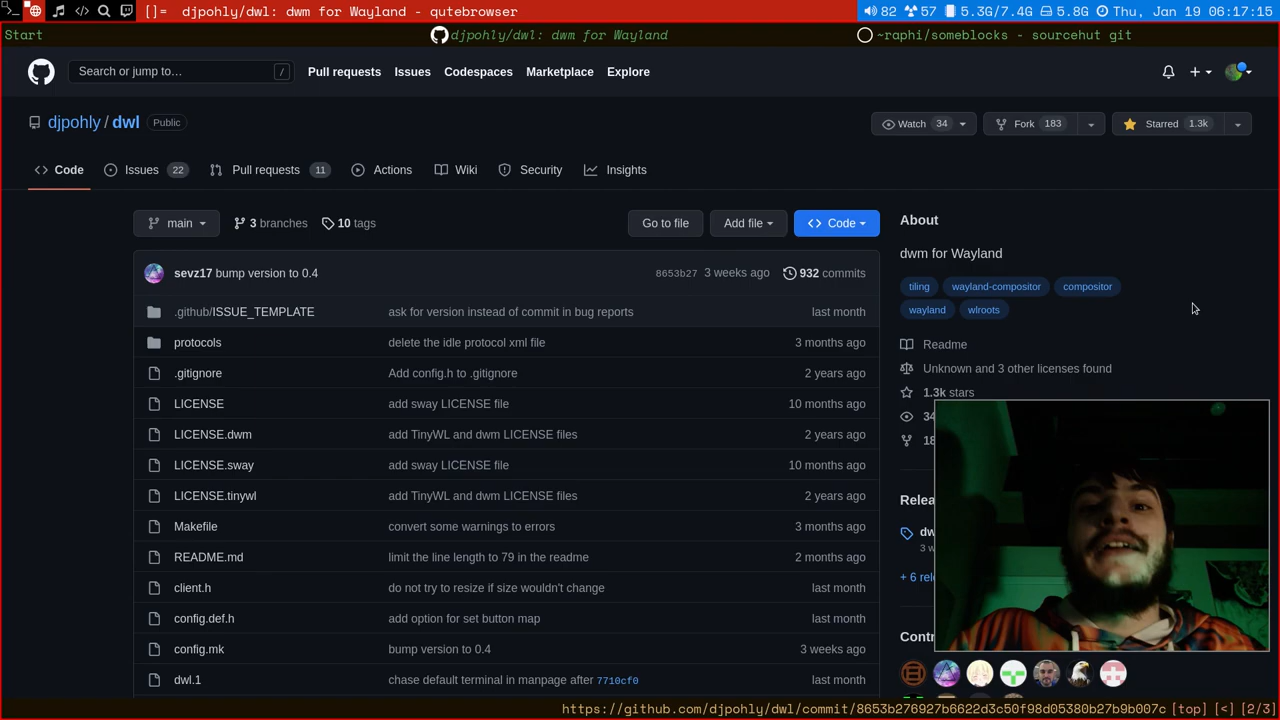 []= djpohly/dwl: dwm for Wayland - qutebrowser
82 57 5.3G/7.4G 5.8G Thu, Jan 19 06:17:15
Start
djpohly/dwl: dwm for Wayland
~raphi/someblocks - sourcehut git
Search or jump to… /
Pull requests Issues Codespaces Marketplace Explore
djpohly / dwl Public
Watch 34 Fork 183 Starred 1.3k
Code Issues 22 Pull requests 11 Actions Wiki Security Insights
main 3 branches 10 tags Go to file Add file Code
sevz17 bump version to 0.4 8653b27 3 weeks ago 932 commits
.github/ISSUE_TEMPLATE ask for version instead of commit in bug reports last month
protocols delete the idle protocol xml file 3 months ago
.gitignore Add config.h to .gitignore 2 years ago
LICENSE add sway LICENSE file 10 months ago
LICENSE.dwm add TinyWL and dwm LICENSE files 2 years ago
LICENSE.sway add sway LICENSE file 10 months ago
LICENSE.tinywl add TinyWL and dwm LICENSE files 2 years ago
Makefile convert some warnings to errors 3 months ago
README.md limit the line length to 79 in the readme 2 months ago
client.h do not try to resize if size wouldn't change last month
config.def.h add option for set button map last month
config.mk bump version to 0.4 3 weeks ago
dwl.1 chase default terminal in manpage after 7710cf0 last month
About
dwm for Wayland
tiling wayland-compositor compositor
wayland wlroots
Readme
Unknown and 3 other licenses found
1.3k stars
34
18
Relea
dw
3 w
+ 6 rel
Contr
https://github.com/djpohly/dwl/commit/8653b276927b6622d3c50f98d05380b27b9b007c [top] [<] [2/3]